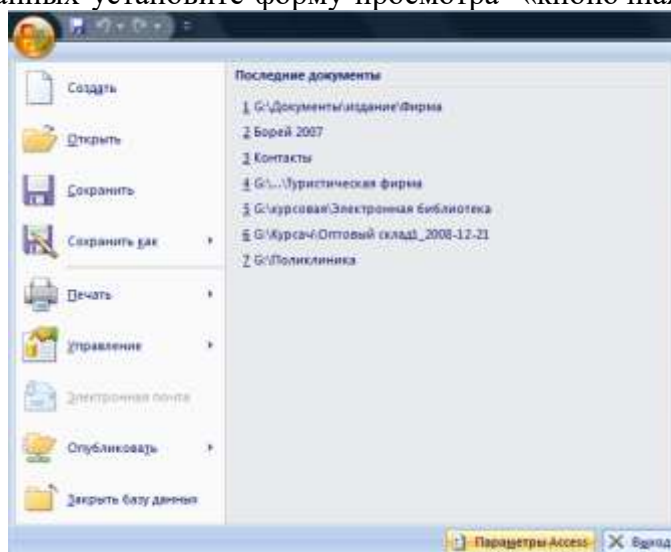 установите форму просмотра «кнопочная
Последние документы
Создать
1 G:\Документы\издание\Фирма
2 Борей 2007
Открыть
3 Контакты
4 G:\...\Туристическая фирма
Сохранить
5 G:\курсовая\Электронная библиотека
6 G:\Курсач\Оптовый склад1_2008-12-21
Сохранить как
7 G:\Поликлиника
Печать
Управление
Электронная почта
Опубликовать
Закрыть базу данных
Параметры Access
Выход